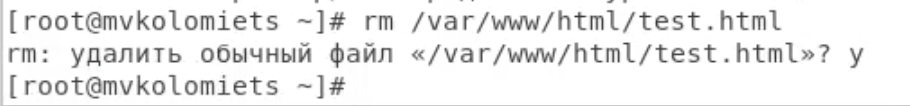 [root@mvkolomiets ~]# rm /var/www/html/test.html
rm: удалить обычный файл «/var/www/html/test.html»? y
[root@mvkolomiets ~]#